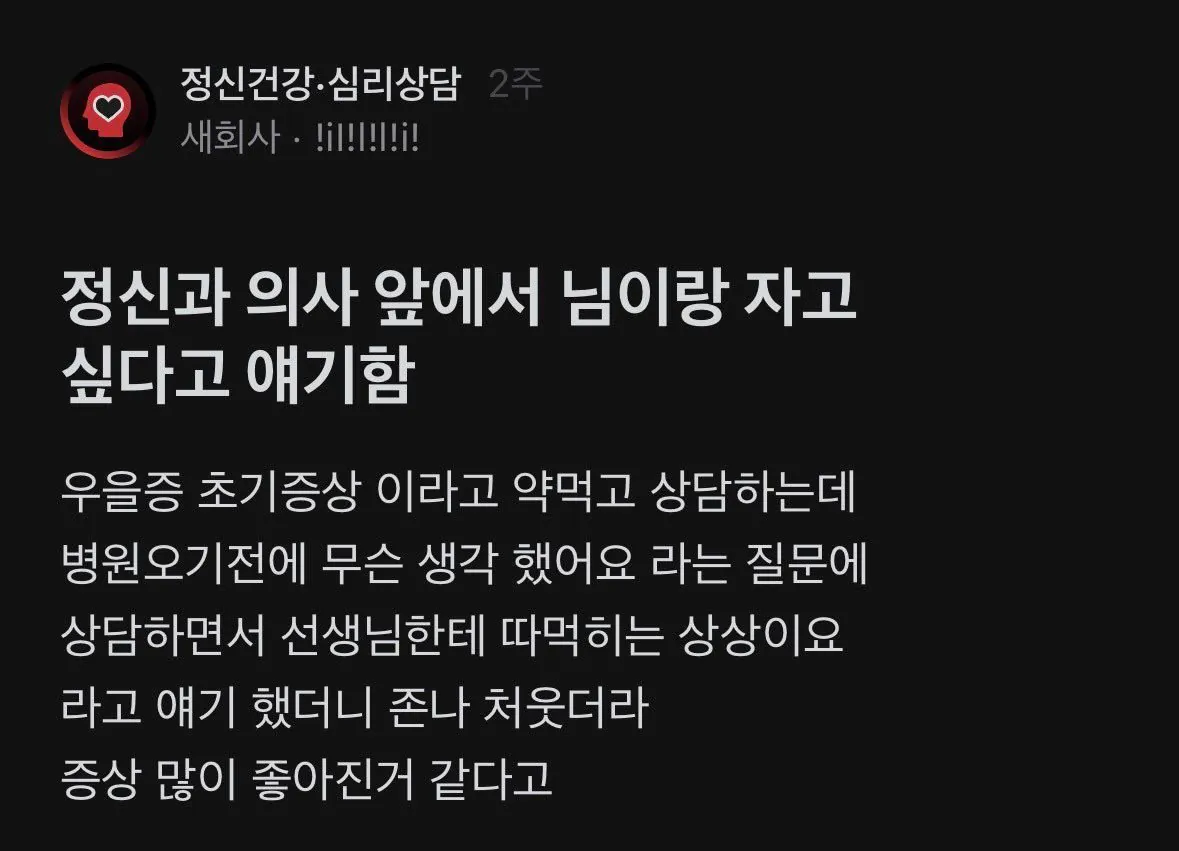 정신건강·심리상담 2주
새회사 · !il!l!l!i!
정신과 의사 앞에서 님이랑 자고
싶다고 얘기함
우울증 초기증상 이라고 약먹고 상담하는데
병원오기전에 무슨 생각 했어요 라는 질문에
상담하면서 선생님한테 따먹히는 상상이요
라고 얘기 했더니 존나 처웃더라
증상 많이 좋아진거 같다고